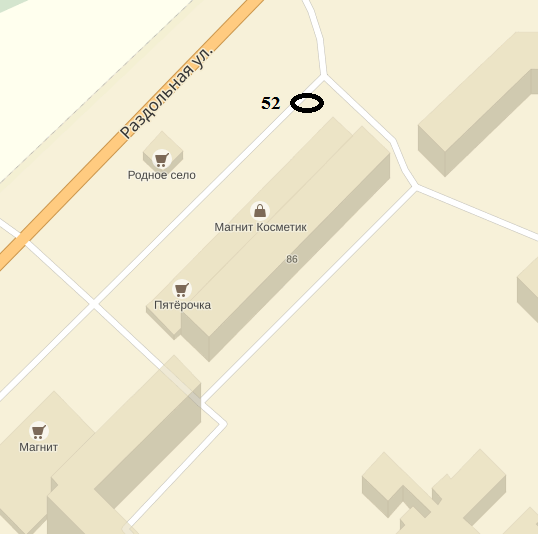 Раздольная ул.
52
Родное село
Магнит Косметик
86
Пятёрочка
Магнит